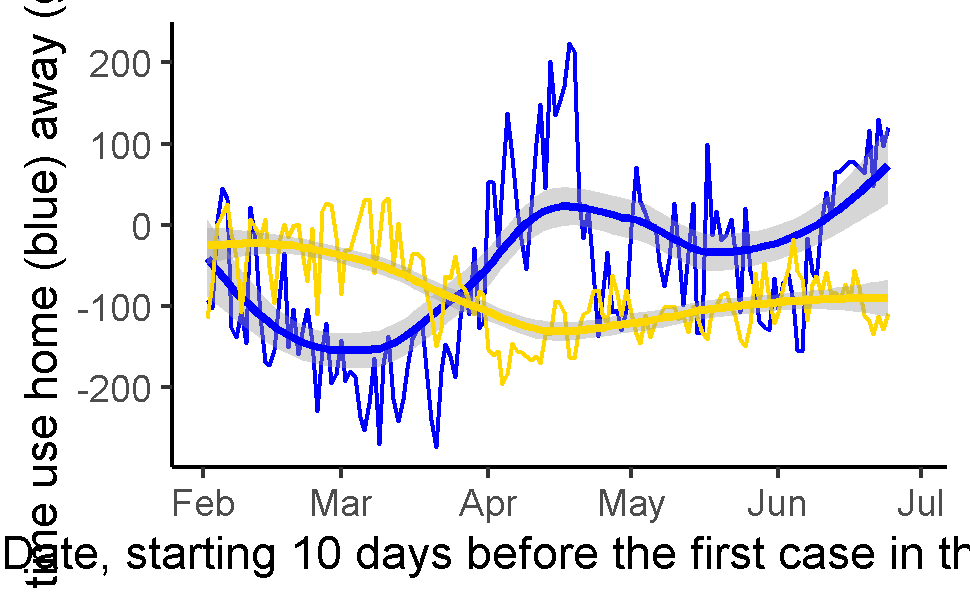 time use home (blue) away (
200
100
0
-100
-200
Feb Mar Apr May Jun Jul
Date, starting 10 days before the first case in th